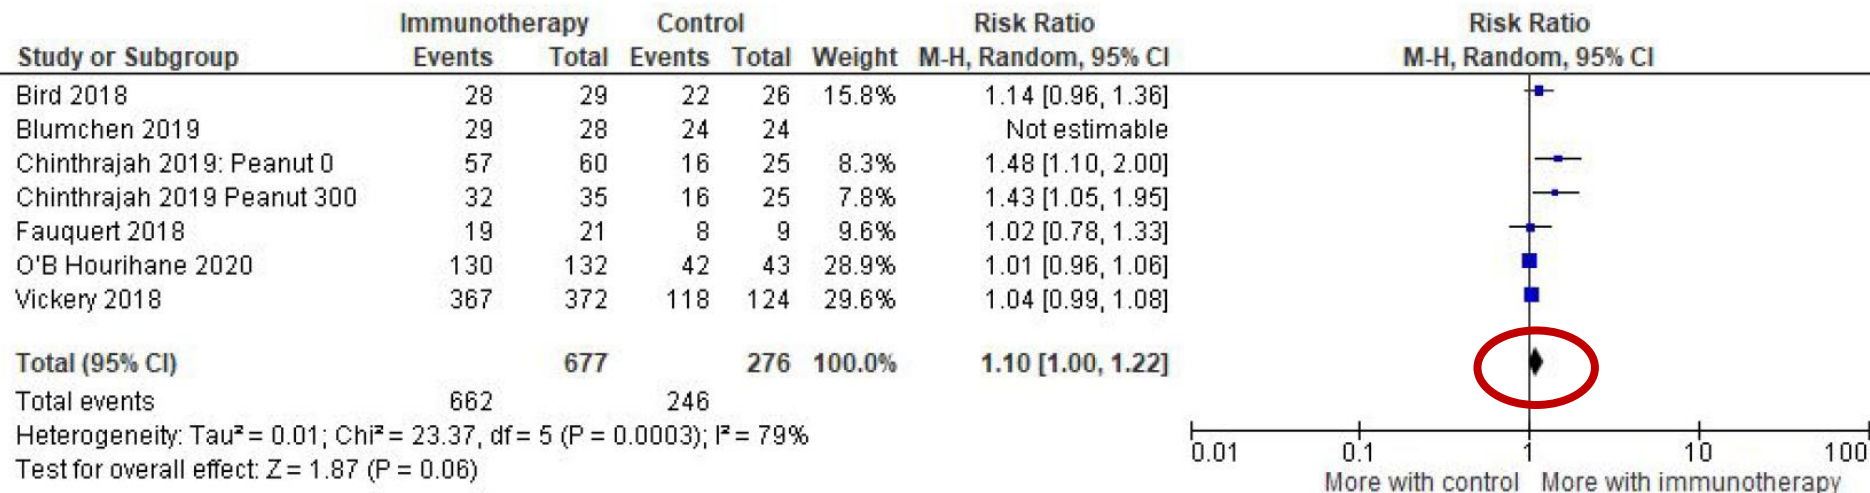 Immunotherapy Control Risk Ratio Risk Ratio
Study or Subgroup Events Total Events Total Weight M-H, Random, 95% CI M-H, Random, 95% CI
Bird 2018 28 29 22 26 15.8% 1.14 [0.96, 1.36]
Blumchen 2019 29 28 24 24 Not estimable
Chinthrajah 2019: Peanut 0 57 60 16 25 8.3% 1.48 [1.10, 2.00]
Chinthrajah 2019 Peanut 300 32 35 16 25 7.8% 1.43 [1.05, 1.95]
Fauquert 2018 19 21 8 9 9.6% 1.02 [0.78, 1.33]
O'B Hourihane 2020 130 132 42 43 28.9% 1.01 [0.96, 1.06]
Vickery 2018 367 372 118 124 29.6% 1.04 [0.99, 1.08]
Total (95% CI) 677 276 100.0% 1.10 [1.00, 1.22]
Total events 662 246
Heterogeneity: Tau² = 0.01; Chi² = 23.37, df = 5 (P = 0.0003); I² = 79%
Test for overall effect: Z = 1.87 (P = 0.06)
0.01 0.1 1 10 100
More with control More with immunotherapy